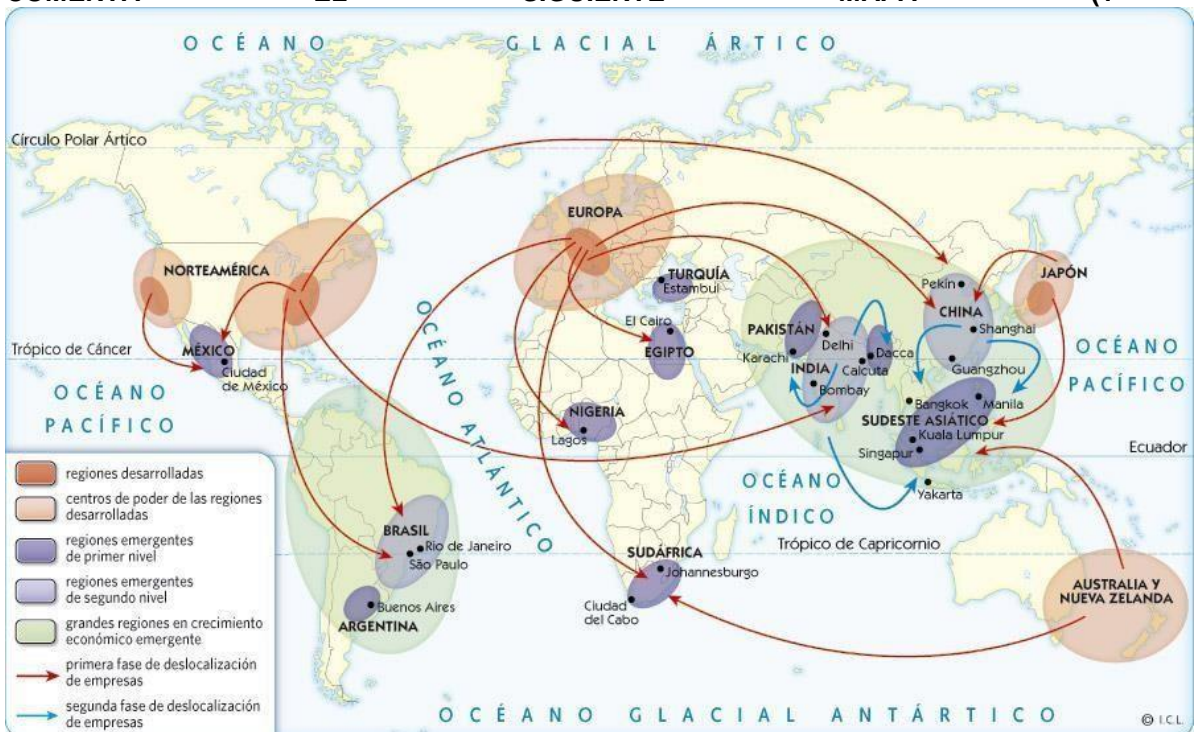 COMENTA EL SIGUIENTE MAPA (1
OCÉANO GLACIAL ÁRTICO
Círculo Polar Ártico
EUROPA
NORTEAMÉRICA
TURQUÍA
Estambul
JAPÓN
Pekín
CHINA
Shanghai
PAKISTÁN
El Cairo
EGIPTO
Delhi
Karachi
Dacca
Calcuta
INDIA
Bombay
Guangzhou
Trópico de Cáncer
MÉXICO
Ciudad
de México
OCÉANO
PACÍFICO
OCÉANO ATLÁNTICO
OCÉANO
PACÍFICO
NIGERIA
Lagos
Bangkok
Manila
SUDESTE ASIÁTICO
Kuala Lumpur
Singapur
Ecuador
Yakarta
OCÉANO
ÍNDICO
BRASIL
Río de Janeiro
São Paulo
SUDÁFRICA
Johannesburgo
Trópico de Capricornio
Buenos Aires
ARGENTINA
Ciudad
del Cabo
AUSTRALIA Y
NUEVA ZELANDA
regiones desarrolladas
centros de poder de las regiones
desarrolladas
regiones emergentes
de primer nivel
regiones emergentes
de segundo nivel
grandes regiones en crecimiento
económico emergente
primera fase de deslocalización
de empresas
segunda fase de deslocalización
de empresas
OCÉANO GLACIAL ANTÁRTICO
© I.C.L.